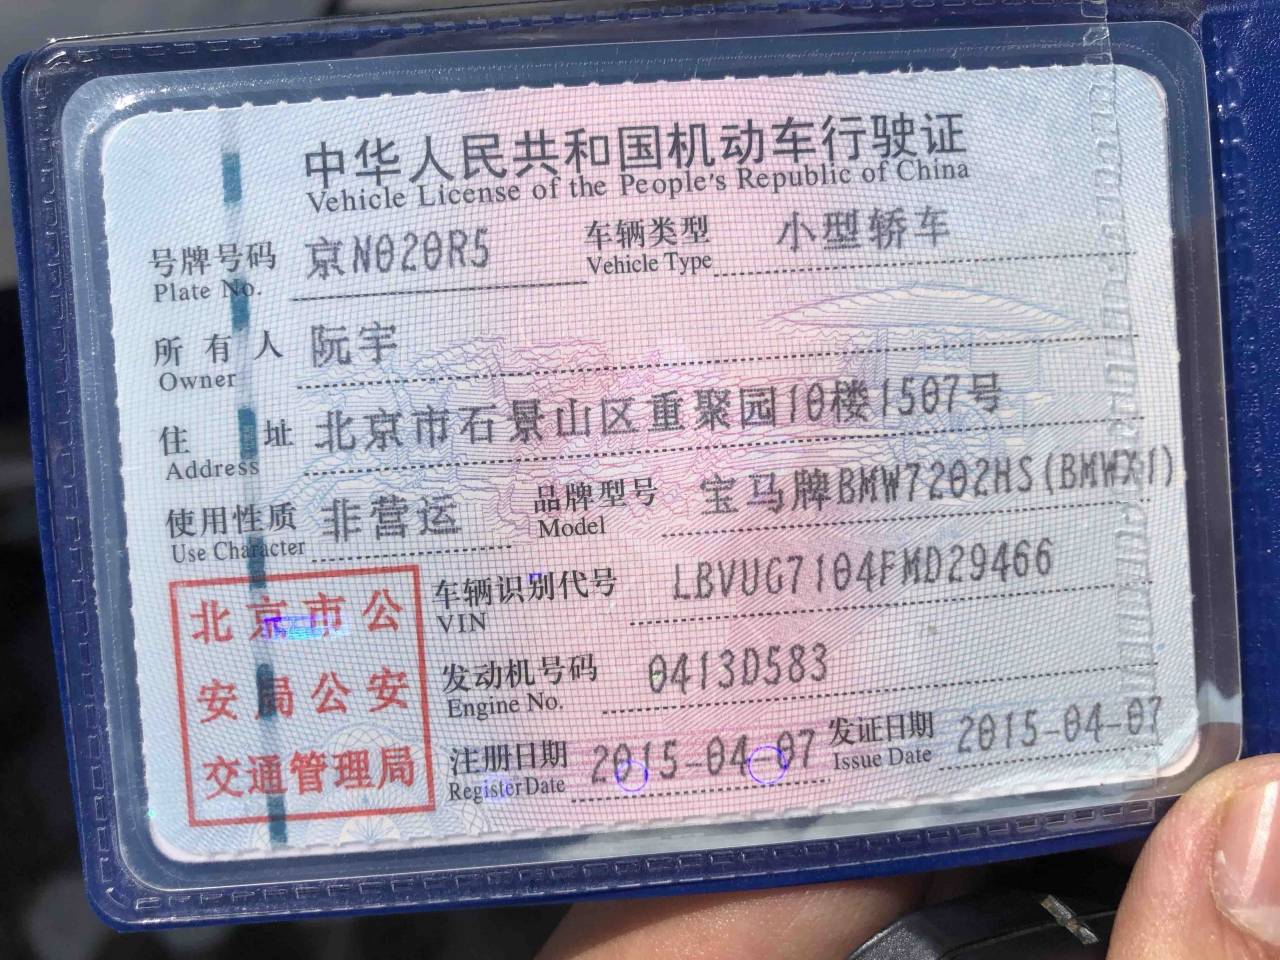 中华人民共和国机动车行驶证
Vehicle License of the People's Republic of China
号牌号码 京N020R5 车辆类型 小型轿车
Plate No. Vehicle Type
所有人 阮宇
Owner
住址 北京市石景山区重聚园10楼1507号
Address
使用性质 非营运 品牌型号 宝马牌BMW7202HS(BMWX1)
Use Character Model
车辆识别代号 LBVUG7104FMD29466
VIN
发动机号码 0413D583
Engine No.
注册日期 2015-04-07 发证日期 2015-04-07
Register Date Issue Date
北京市公
安局公安
交通管理局